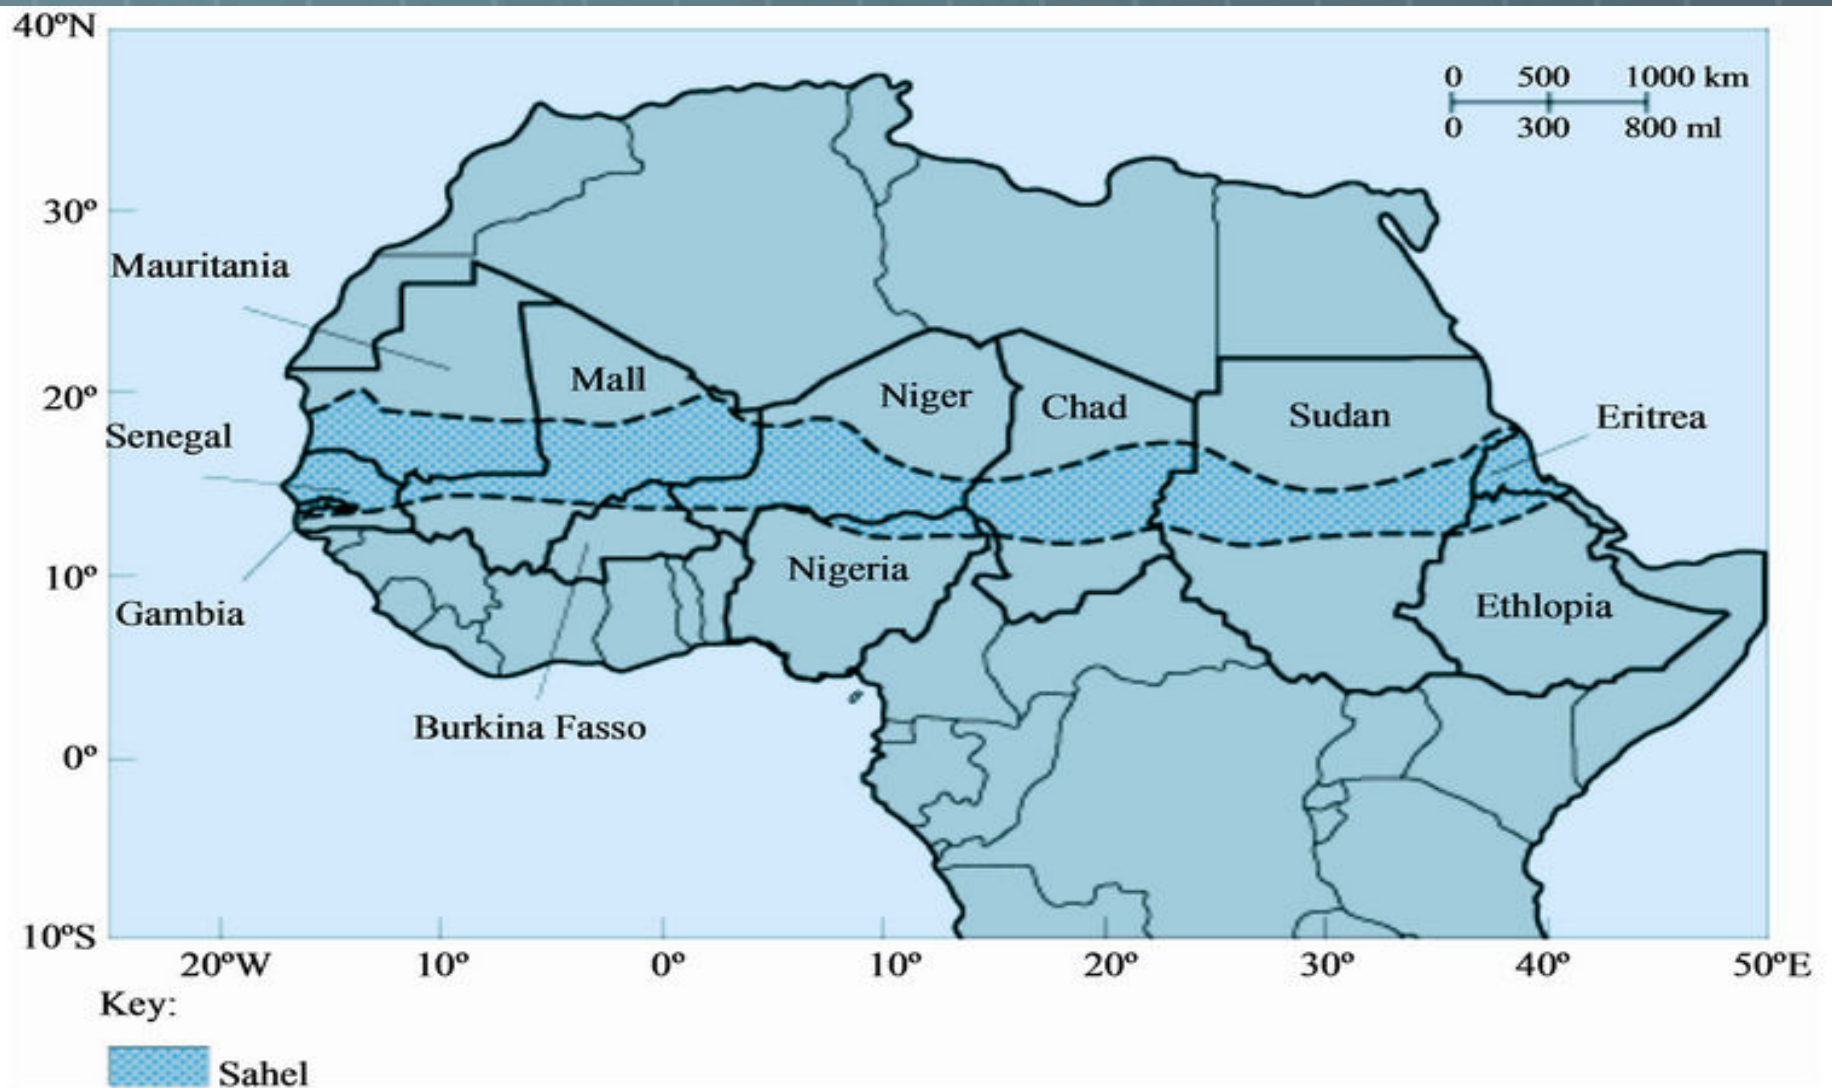 40ºN
0 500 1000 km
0 300 800 ml
30º
Mauritania
Mall
20º
Niger
Chad
Sudan
Eritrea
Senegal
Nigeria
10º
Gambia
Ethlopia
Burkina Fasso
0º
10ºS
20ºW 10º 0º 10º 20º 30º 40º 50ºE
Key:
Sahel